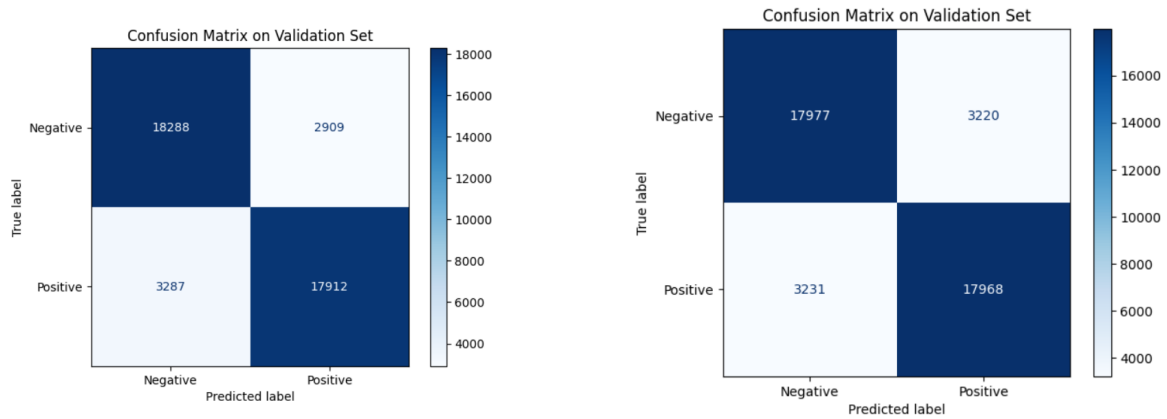 Confusion Matrix on Validation Set
18000
16000
14000
12000
10000
8000
6000
4000
True label
Negative
Positive
18288 2909
3287 17912
Negative Positive
Predicted label
Confusion Matrix on Validation Set
16000
14000
12000
10000
8000
6000
4000
True label
Negative
Positive
17977 3220
3231 17968
Negative Positive
Predicted label